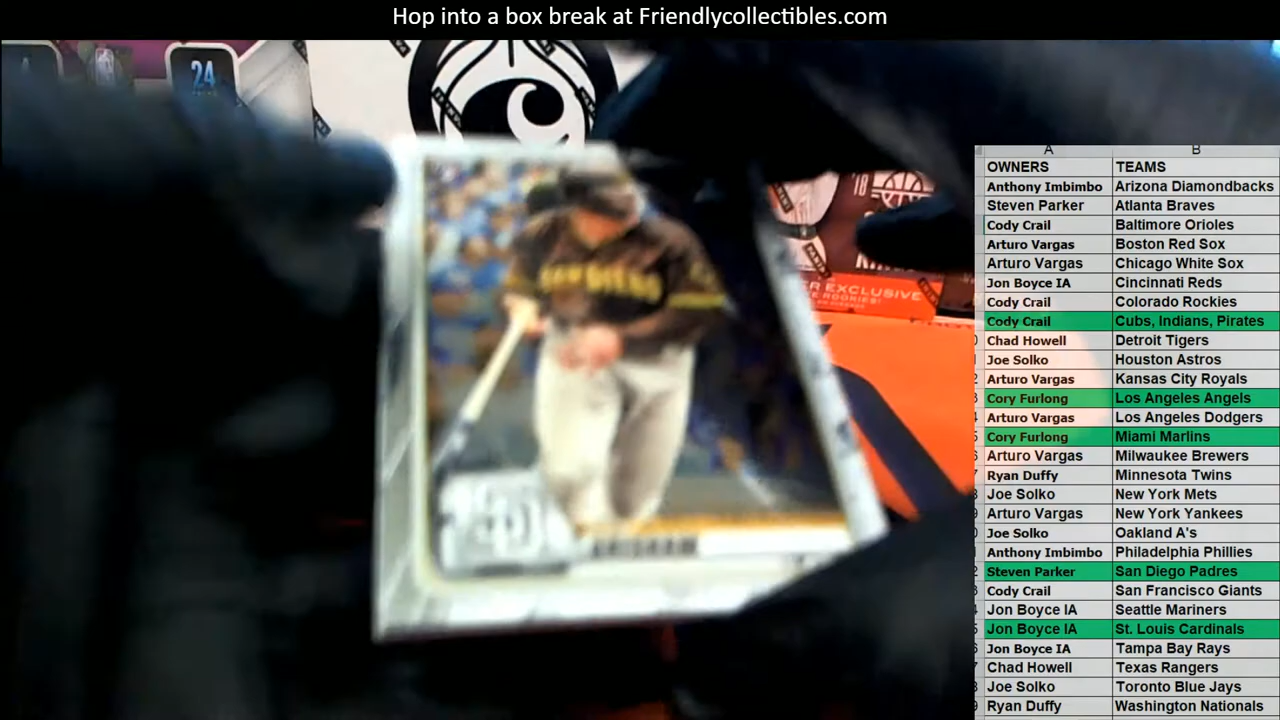 Hop into a box break at Friendlycollectibles.com
24
EXCLUSIVE
ROOKIES!
SAN DIEGO
SD
GRISHAM
A B
OWNERS TEAMS
Anthony Imbimbo Arizona Diamondbacks
Steven Parker Atlanta Braves
Cody Crail Baltimore Orioles
Arturo Vargas Boston Red Sox
Arturo Vargas Chicago White Sox
Jon Boyce IA Cincinnati Reds
Cody Crail Colorado Rockies
Cody Crail Cubs, Indians, Pirates
Chad Howell Detroit Tigers
Joe Solko Houston Astros
Arturo Vargas Kansas City Royals
Cory Furlong Los Angeles Angels
Arturo Vargas Los Angeles Dodgers
Cory Furlong Miami Marlins
Arturo Vargas Milwaukee Brewers
Ryan Duffy Minnesota Twins
Joe Solko New York Mets
Arturo Vargas New York Yankees
Joe Solko Oakland A's
Anthony Imbimbo Philadelphia Phillies
Steven Parker San Diego Padres
Cody Crail San Francisco Giants
Jon Boyce IA Seattle Mariners
Jon Boyce IA St. Louis Cardinals
Jon Boyce IA Tampa Bay Rays
Chad Howell Texas Rangers
Joe Solko Toronto Blue Jays
Ryan Duffy Washington Nationals